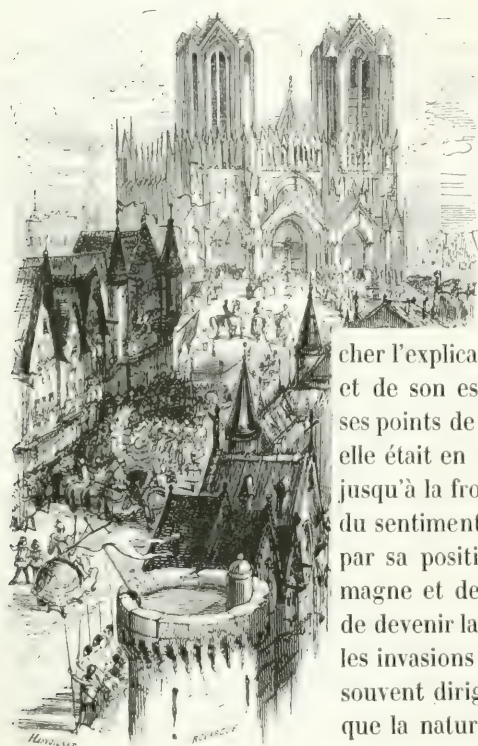 cher l'explica
et de son es
ses points de
elle était en
jusqu'à la fro
du sentiment
par sa positi
magne et de
de devenir la
les invasions
souvent dirig
que la natur
ROUARGUE